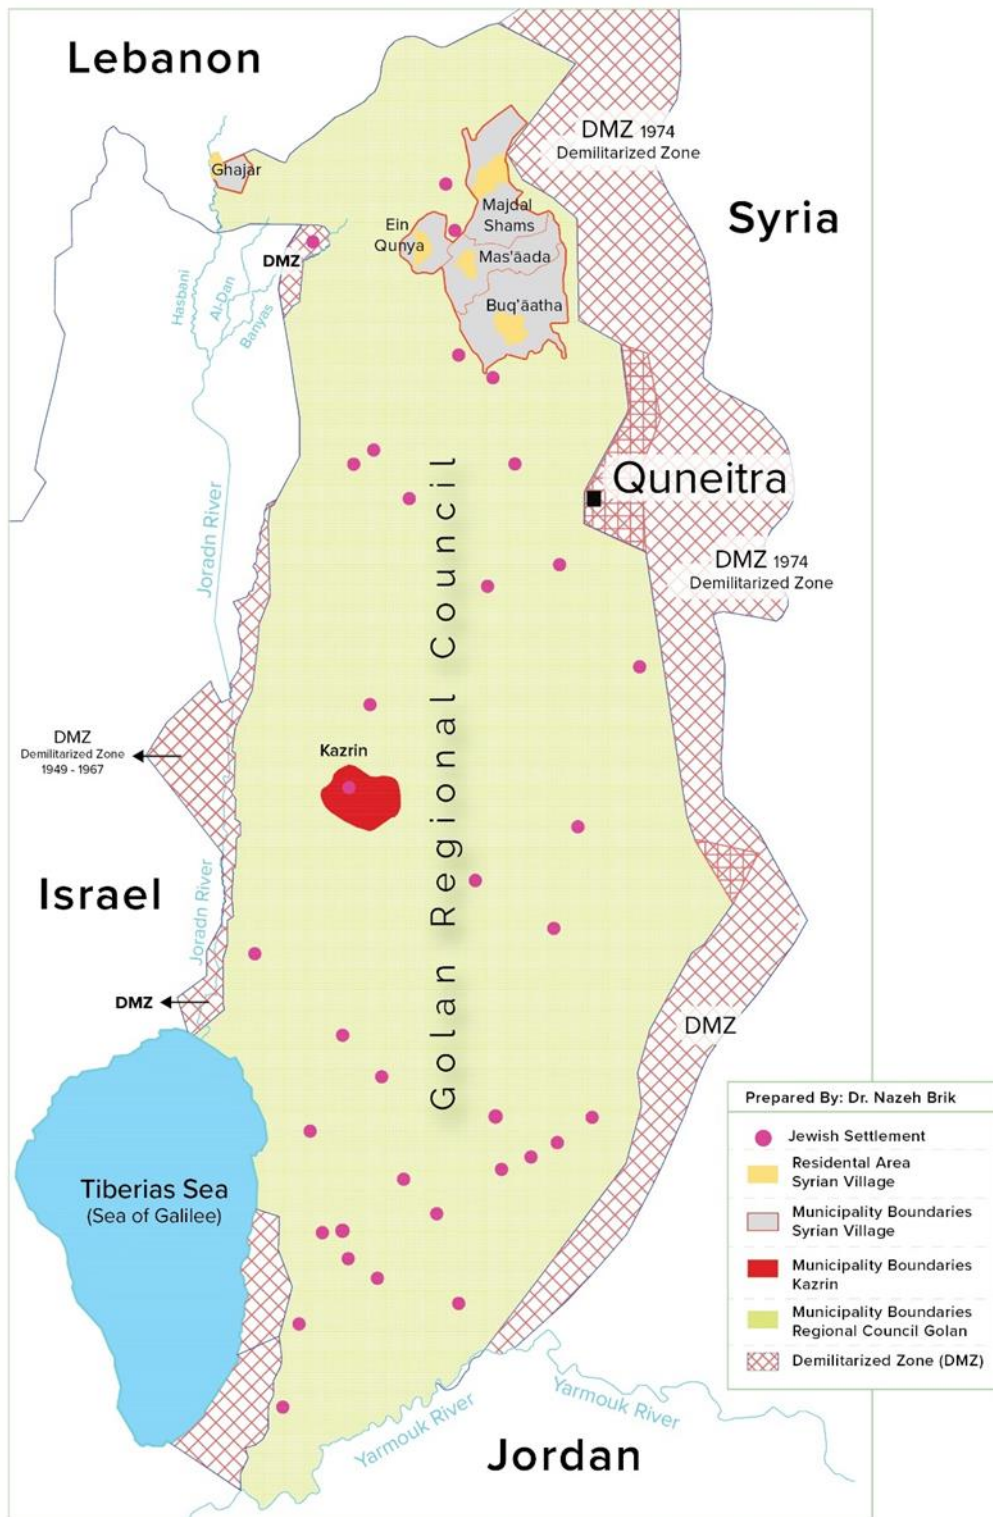 Lebanon
DMZ 1974
Demilitarized Zone
Ghajar
Majdal
Shams
Syria
Ein
Qunya
DMZ
Mas'āada
Hasbani
Al-Dan
Banyas
Buq'āatha
Quneitra
Joradn River
DMZ 1974
Demilitarized Zone
Golan Regional Council
DMZ
Demilitarized Zone
1949 - 1967
Kazrin
Israel
Joradn River
DMZ
DMZ
Tiberias Sea
(Sea of Galilee)
Yarmouk River
Yarmouk River
Jordan
Prepared By: Dr. Nazeh Brik
Jewish Settlement
Residental Area
Syrian Village
Municipality Boundaries
Syrian Village
Municipality Boundaries
Kazrin
Municipality Boundaries
Regional Council Golan
Demilitarized Zone (DMZ)